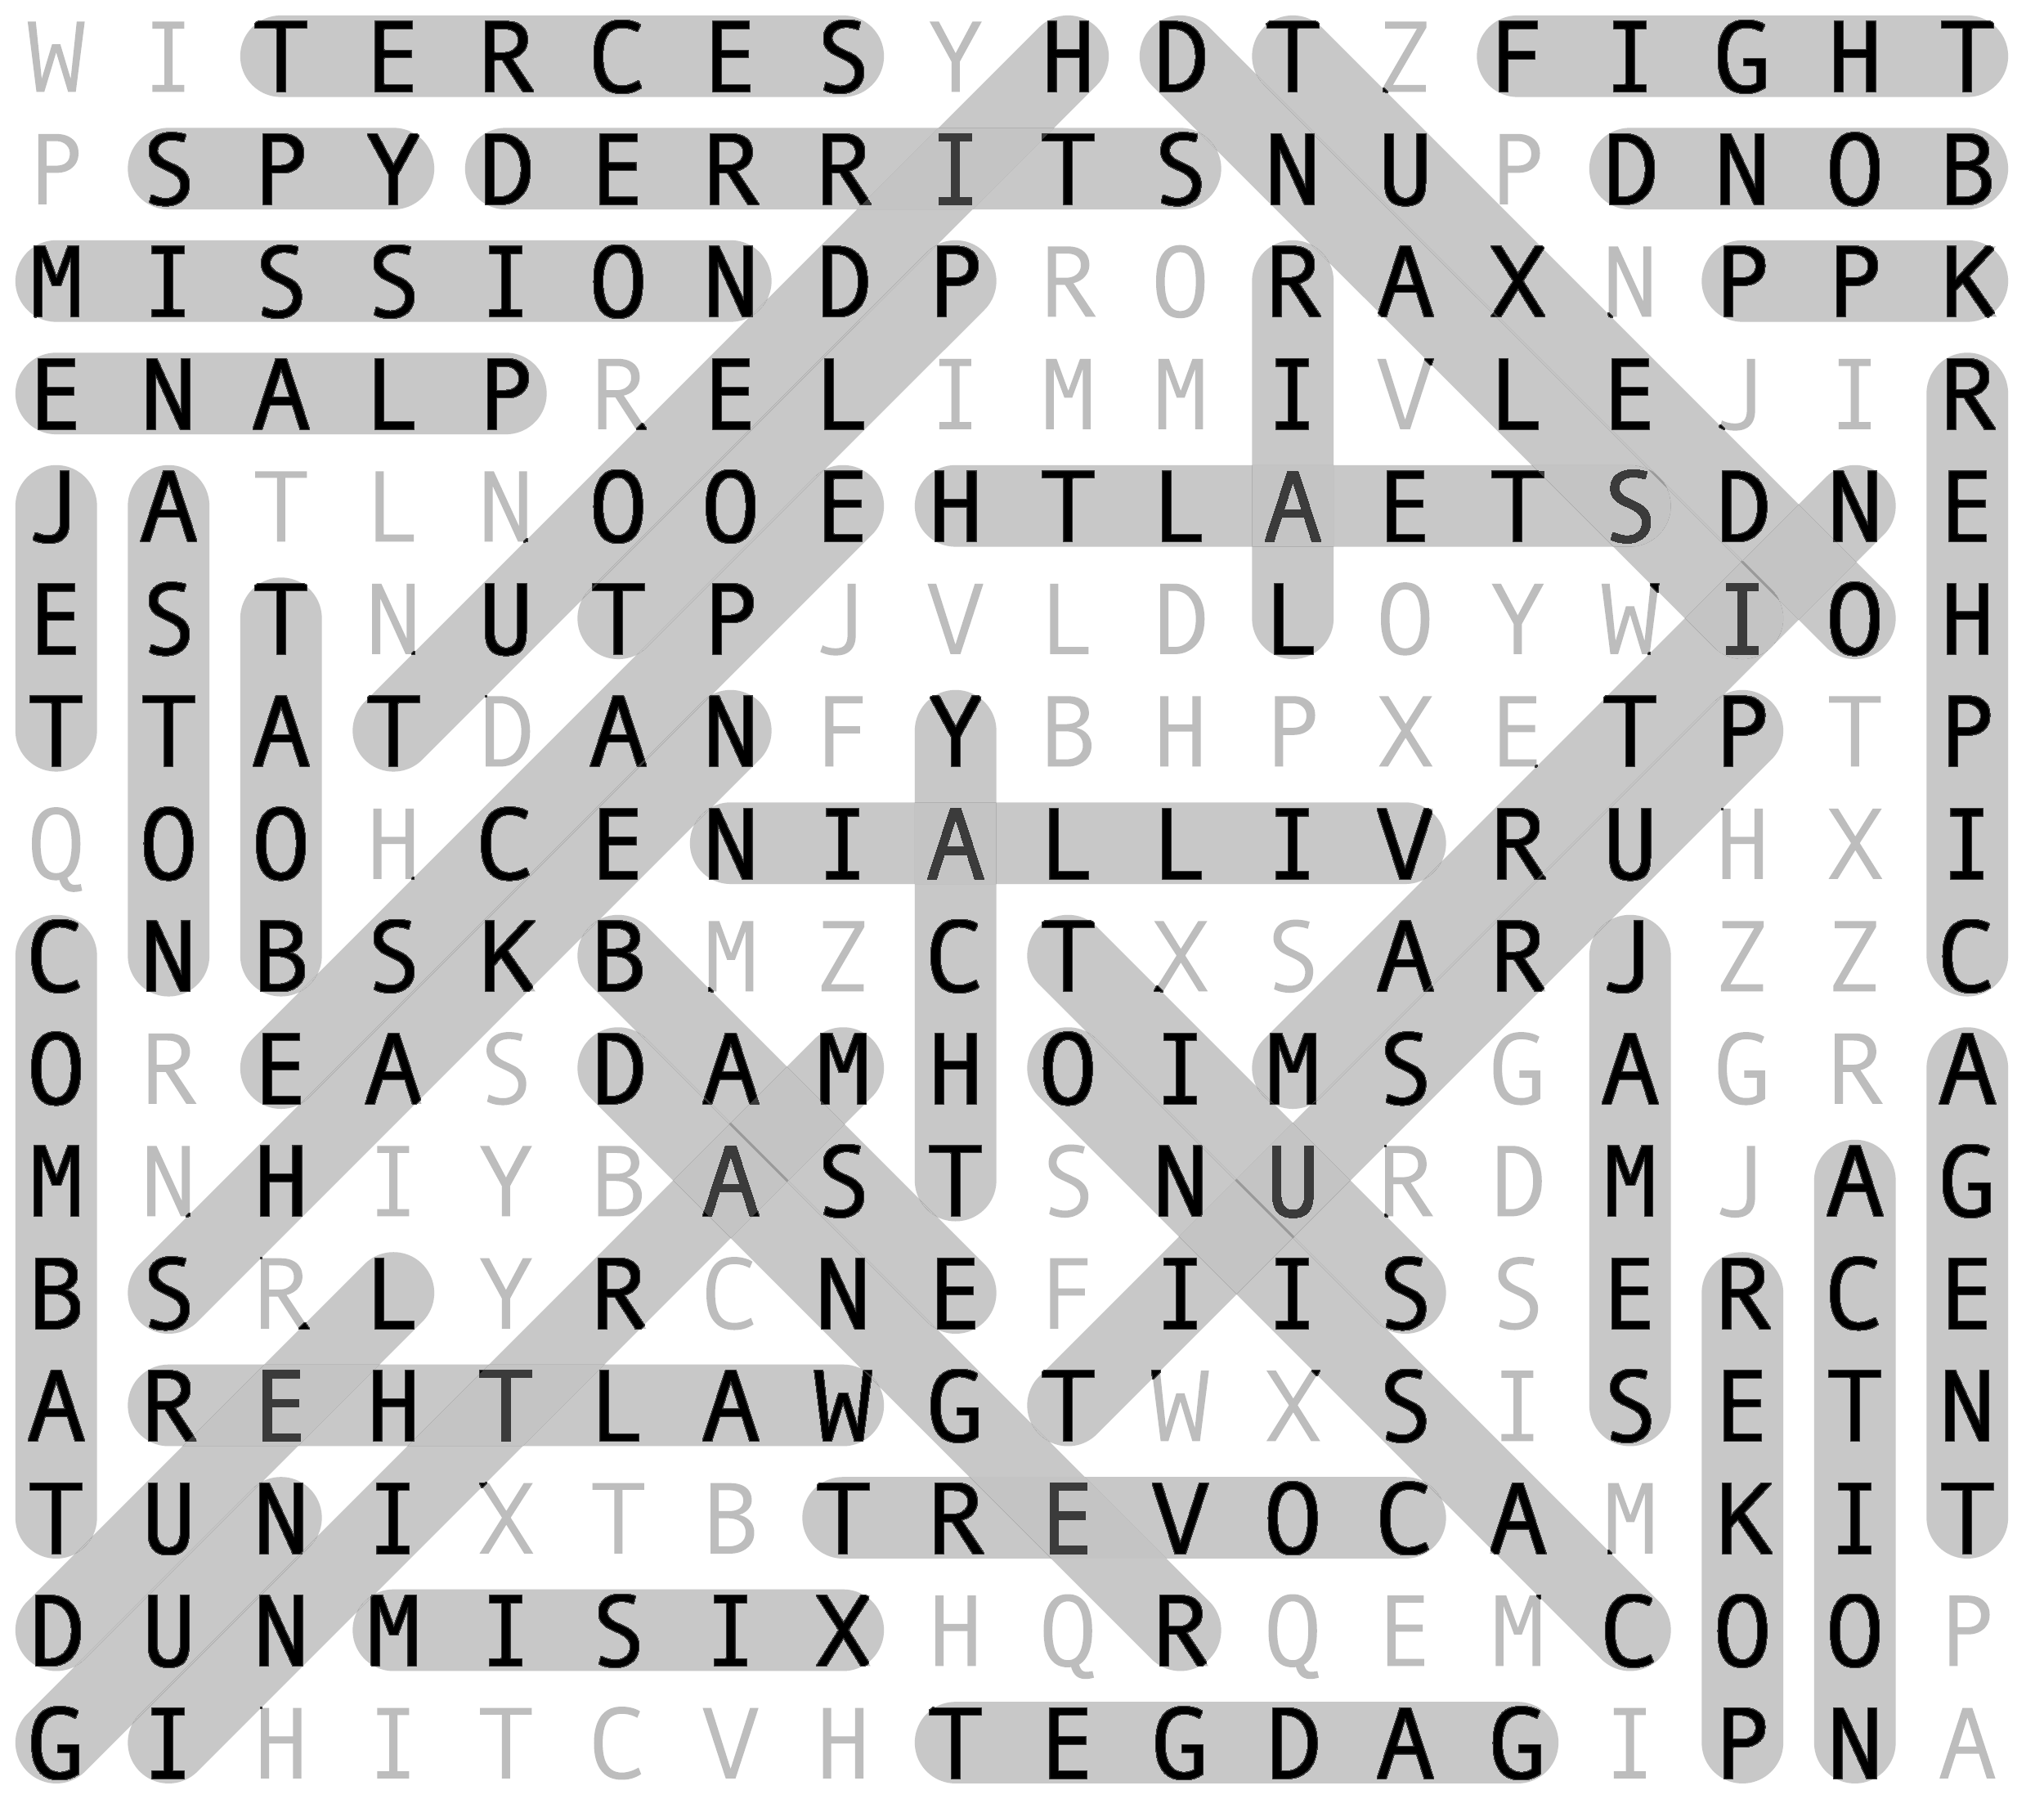 W I T E R C E S Y H D T Z F I G H T
P S P Y D E R R I T S N U P D N O B
M I S S I O N D P R O R A X N P P K
E N A L P R E L I M M I V L E J I R
J A T L N O O E H T L A E T S D N E
E S T N U T P J V L D L O Y W I O H
T T A T D A N F Y B H P X E T P T P
Q O O H C E N I A L L I V R U H X I
C N B S K B M Z C T X S A R J Z Z C
O R E A S D A M H O I M S G A G R A
M N H I Y B A S T S N U R D M J A G
B S R L Y R C N E F I I S S E R C E
A R E H T L A W G T W X S I S E T N
T U N I X T B T R E V O C A M K I T
D U N M I S I X H Q R Q E M C O O P
G I H I T C V H T E G D A G I P N A